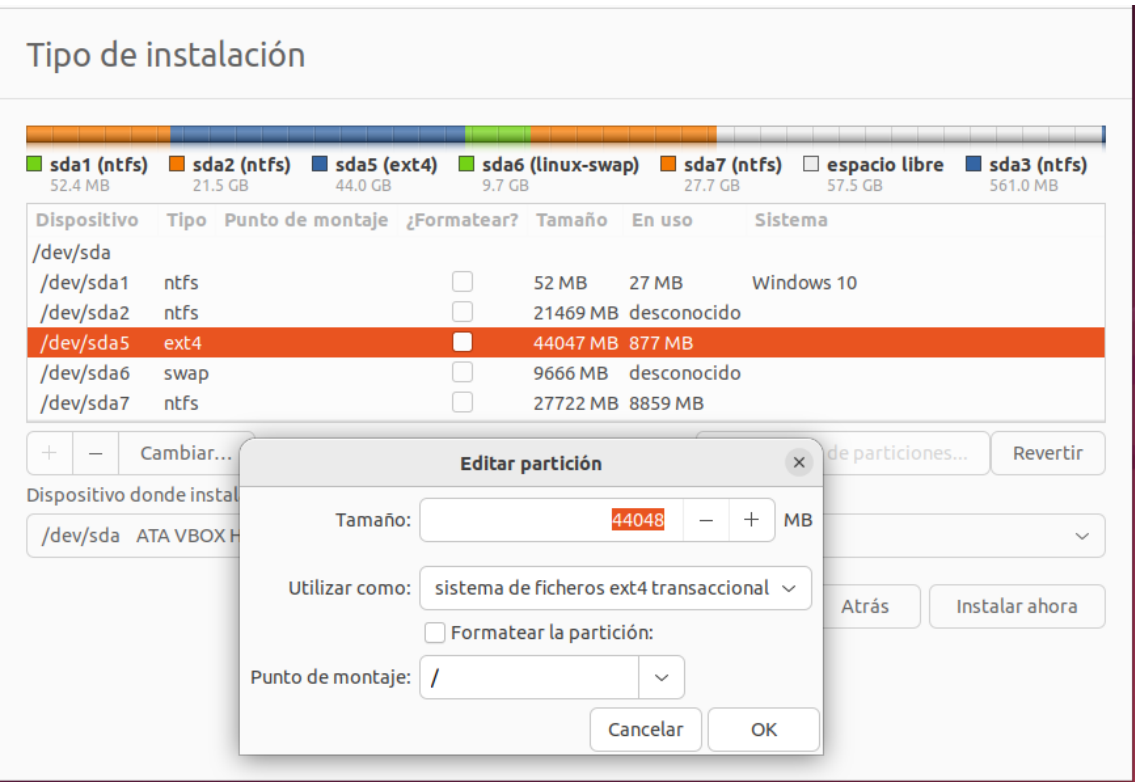 Tipo de instalación
sda1 (ntfs) sda2 (ntfs) sda5 (ext4) sda6 (linux-swap) sda7 (ntfs) espacio libre sda3 (ntfs)
52.4 MB 21.5 GB 44.0 GB 9.7 GB 27.7 GB 57.5 GB 561.0 MB
Dispositivo Tipo Punto de montaje ¿Formatear? Tamaño En uso Sistema
/dev/sda
/dev/sda1 ntfs 52 MB 27 MB Windows 10
/dev/sda2 ntfs 21469 MB desconocido
/dev/sda5 ext4 44047 MB 877 MB
/dev/sda6 swap 9666 MB desconocido
/dev/sda7 ntfs 27722 MB 8859 MB
+ − Cambiar... de particiones... Revertir
Editar partición
Dispositivo donde instal
Tamaño: 44048 − + MB
/dev/sda ATA VBOX H
Utilizar como: sistema de ficheros ext4 transaccional
Atrás Instalar ahora
Formatear la partición:
Punto de montaje: /
Cancelar OK